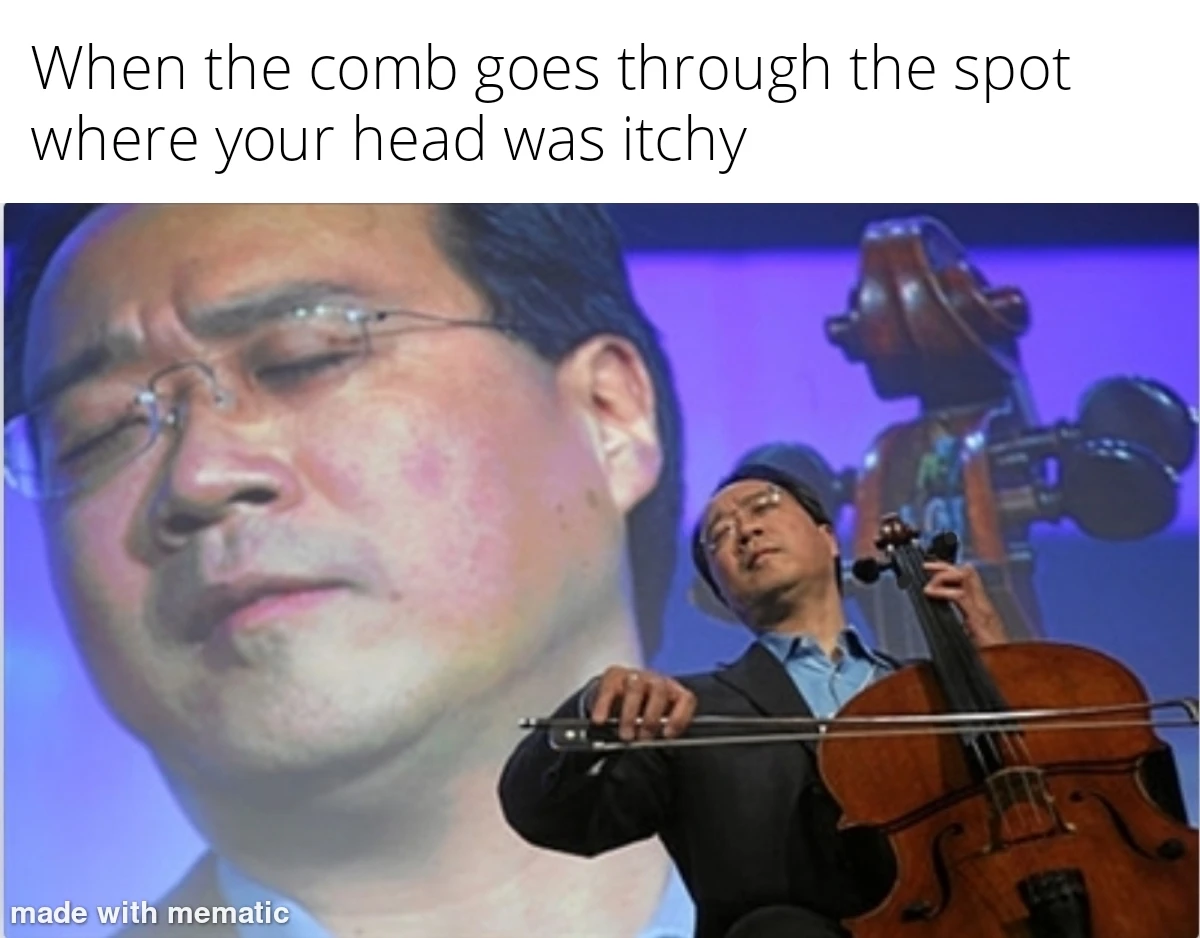 When the comb goes through the spot
where your head was itchy
made with mematic